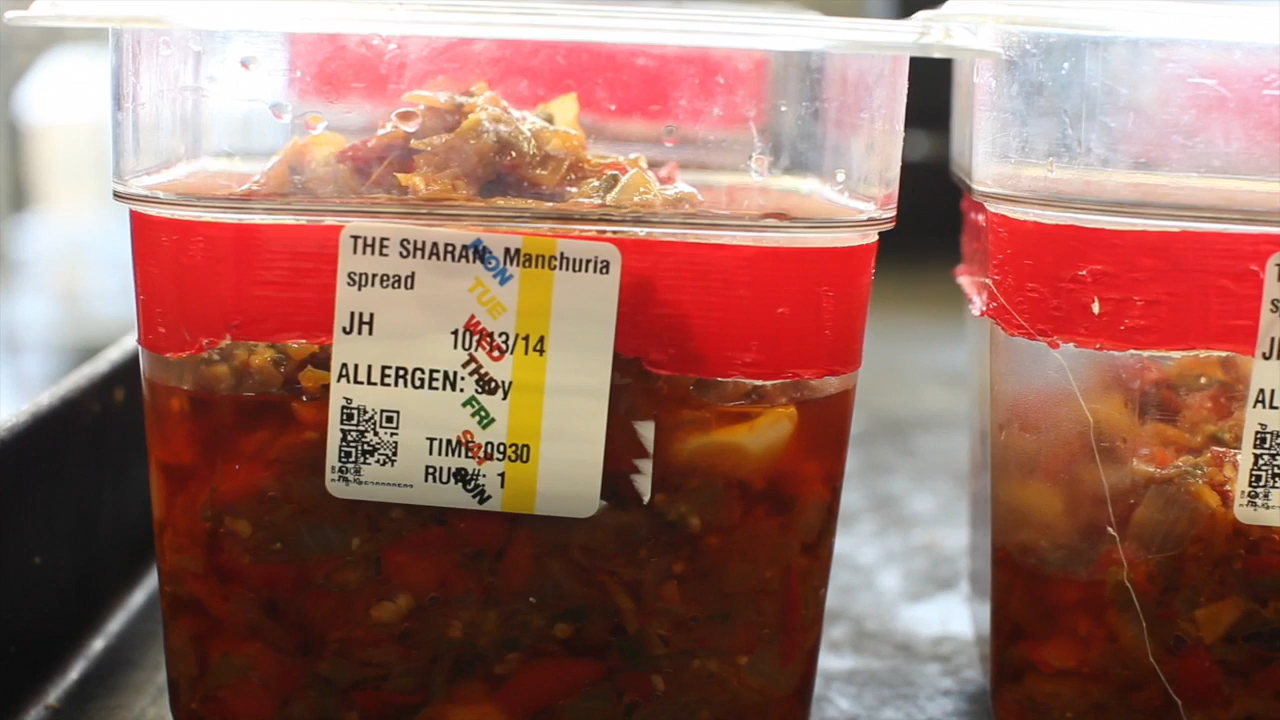 THE SHARAN Manchuria
spread
JH
10/13/14
ALLERGEN: soy
TIME:0930
RU #: 1
MON
TUE
WED
THU
FRI
SAT
SUN